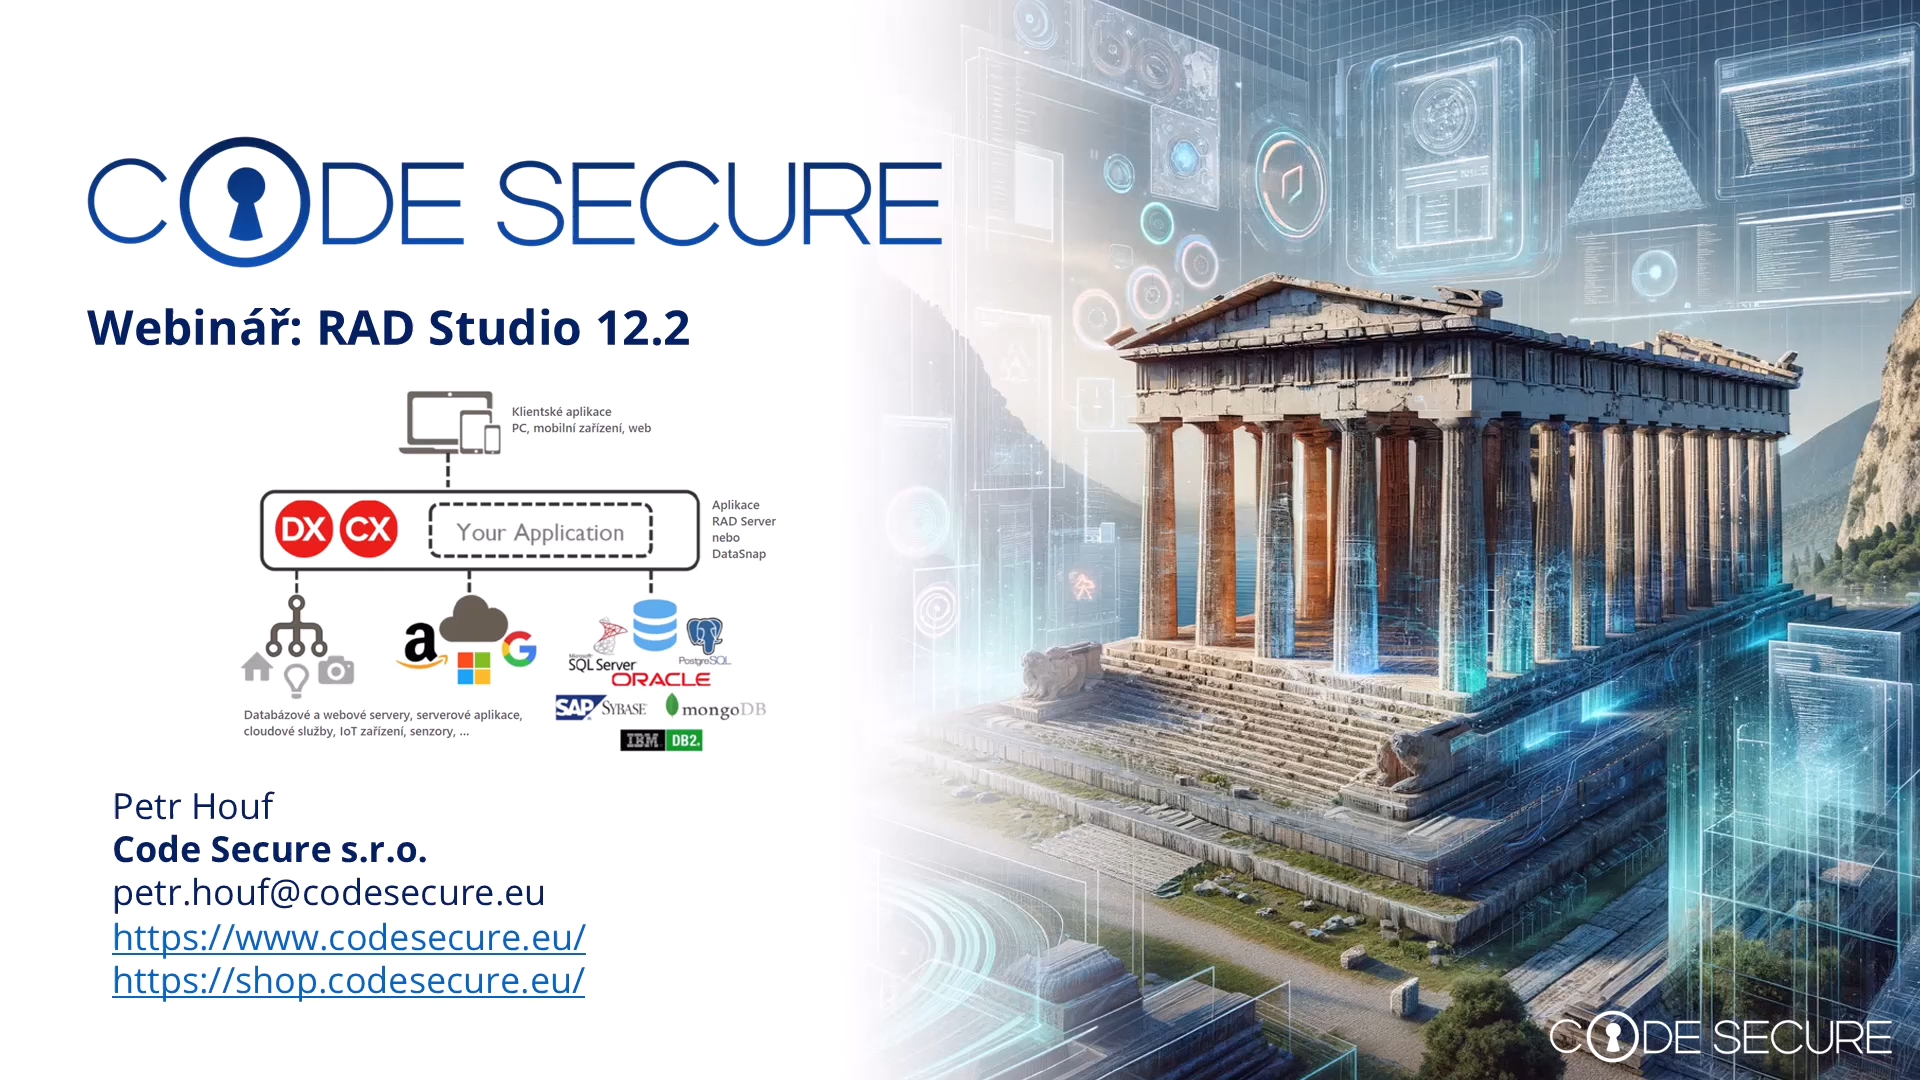 CODE SECURE
Webinář: RAD Studio 12.2
Klientské aplikace
PC, mobilní zařízení, web
DX CX Your Application
Aplikace
RAD Server
nebo
DataSnap
a
G
Microsoft
SQL Server
PostgreSQL
ORACLE
SAP SYBASE
mongoDB
IBM DB2.
Databázové a webové servery, serverové aplikace,
cloudové služby, IoT zařízení, senzory, ...
Petr Houf
Code Secure s.r.o.
petr.houf@codesecure.eu
https://www.codesecure.eu/
https://shop.codesecure.eu/
CODE SECURE